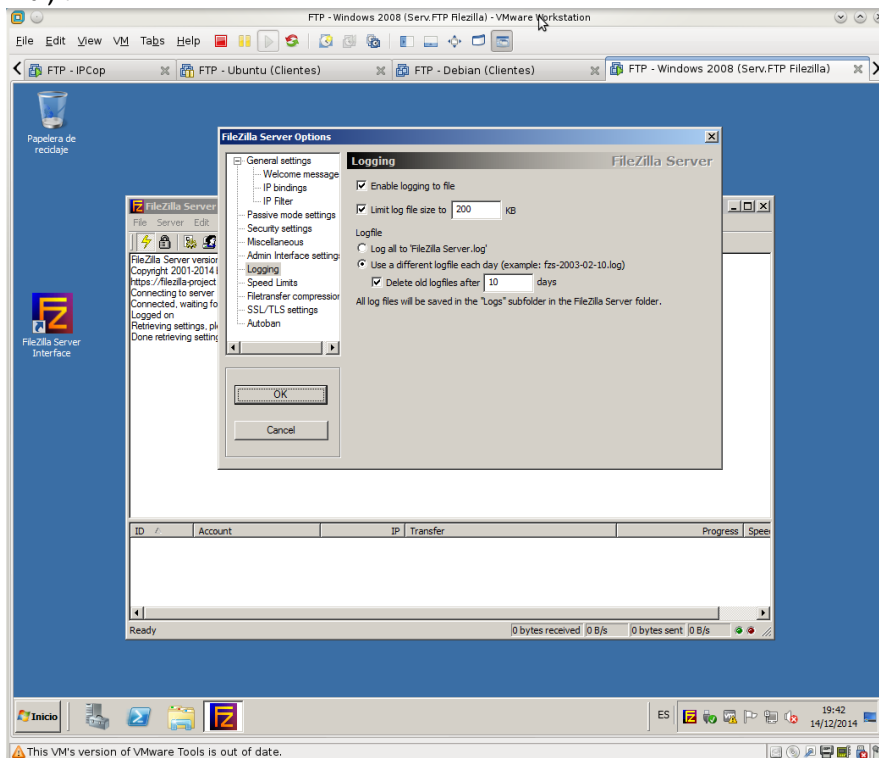 FTP - Windows 2008 (Serv.FTP Filezilla) - VMware Workstation
File Edit View VM Tabs Help
FTP - IPCop
FTP - Ubuntu (Clientes)
FTP - Debian (Clientes)
FTP - Windows 2008 (Serv.FTP Filezilla)
Papelera de
reciclaje
FileZilla Server
Interface
FileZilla Server
File Server Edit
FileZilla Server version
Copyright 2001-2014
https://filezilla-project
Connecting to server
Connected, waiting fo
Logged on
Retrieving settings, pl
Done retrieving setting
FileZilla Server Options
General settings
Welcome message
IP bindings
IP Filter
Passive mode settings
Security settings
Miscellaneous
Admin Interface settings
Logging
Speed Limits
Filetransfer compression
SSL/TLS settings
Autoban
OK
Cancel
Logging FileZilla Server
Enable logging to file
Limit log file size to 200 KB
Logfile
Log all to 'FileZilla Server.log'
Use a different logfile each day (example: fzs-2003-02-10.log)
Delete old logfiles after 10 days
All log files will be saved in the "Logs" subfolder in the FileZilla Server folder.
ID Account IP Transfer Progress Spee
Ready 0 bytes received 0 B/s 0 bytes sent 0 B/s
Inicio ES 19:42
14/12/2014
This VM's version of VMware Tools is out of date.